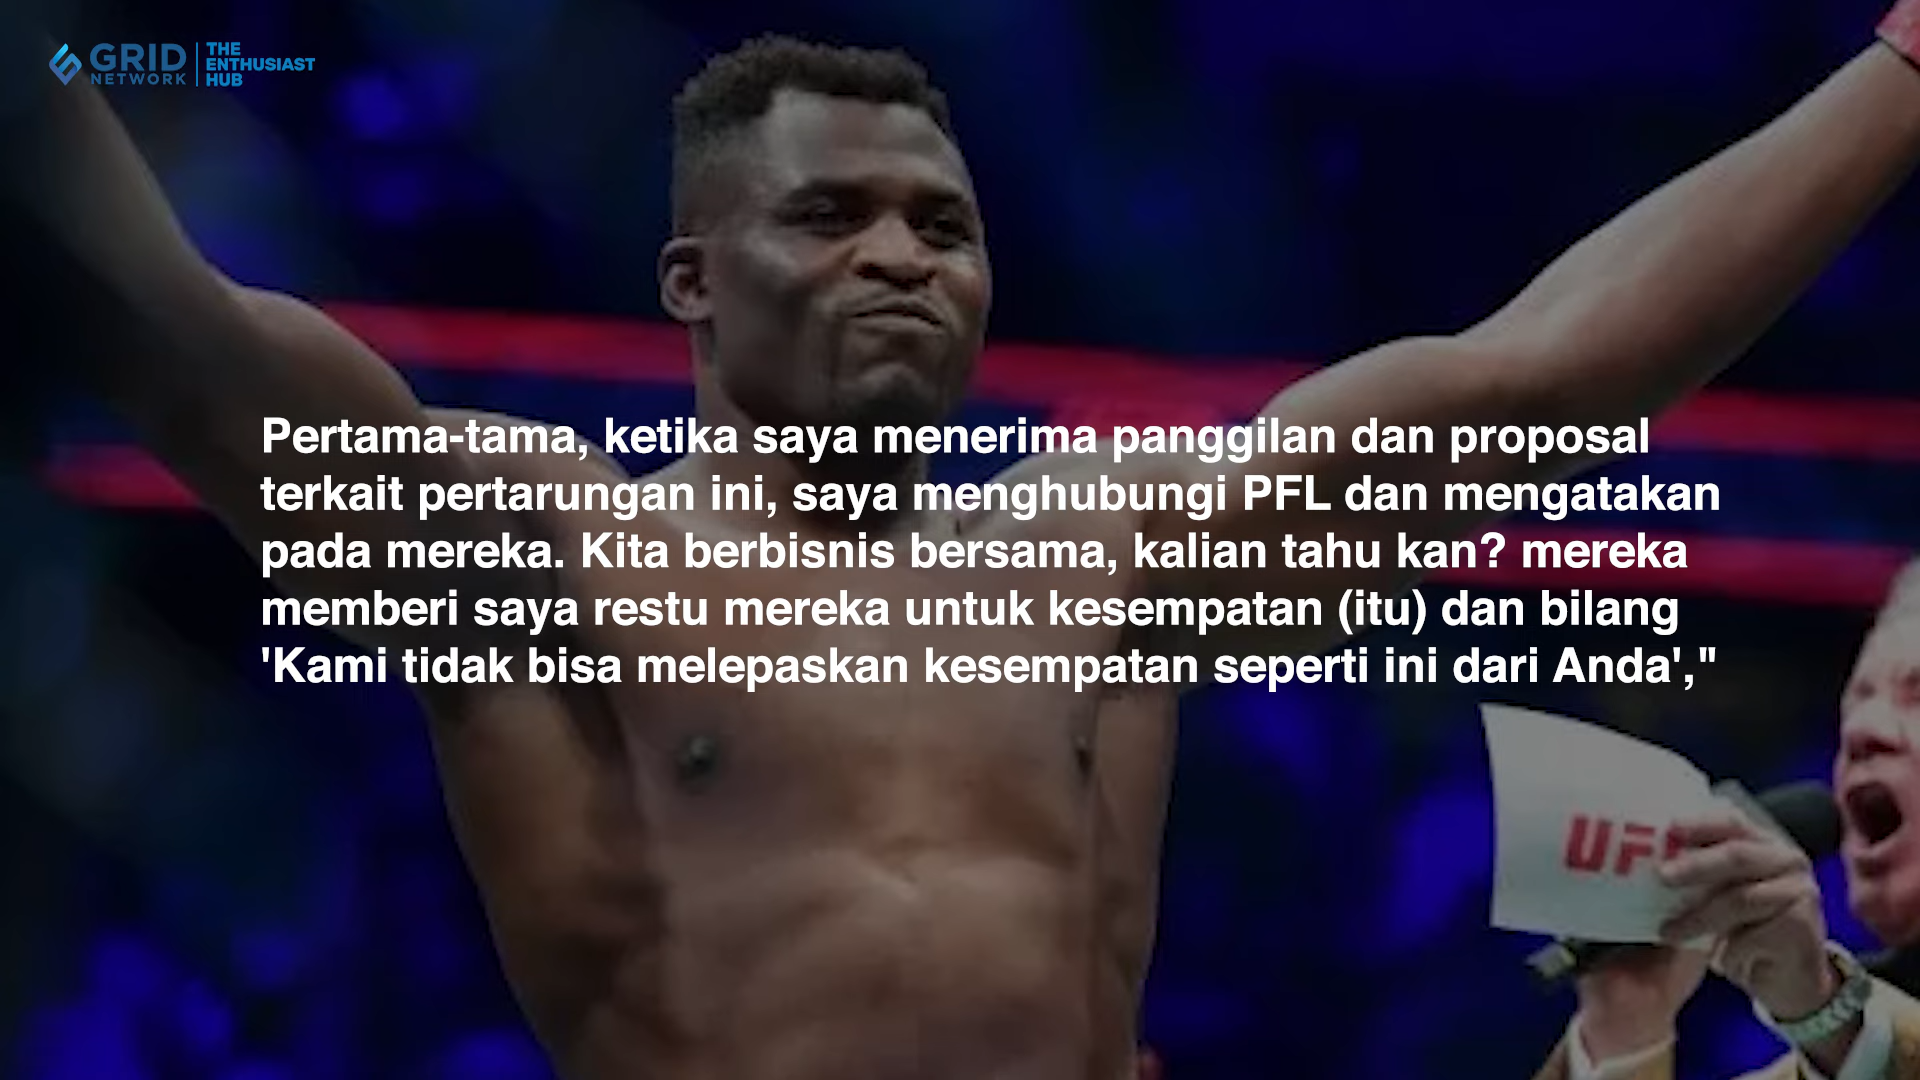 GRID
NETWORK
THE
ENTHUSIAST
HUB
Pertama-tama, ketika saya menerima panggilan dan proposal
terkait pertarungan ini, saya menghubungi PFL dan mengatakan
pada mereka. Kita berbisnis bersama, kalian tahu kan? mereka
memberi saya restu mereka untuk kesempatan (itu) dan bilang
'Kami tidak bisa melepaskan kesempatan seperti ini dari Anda',"